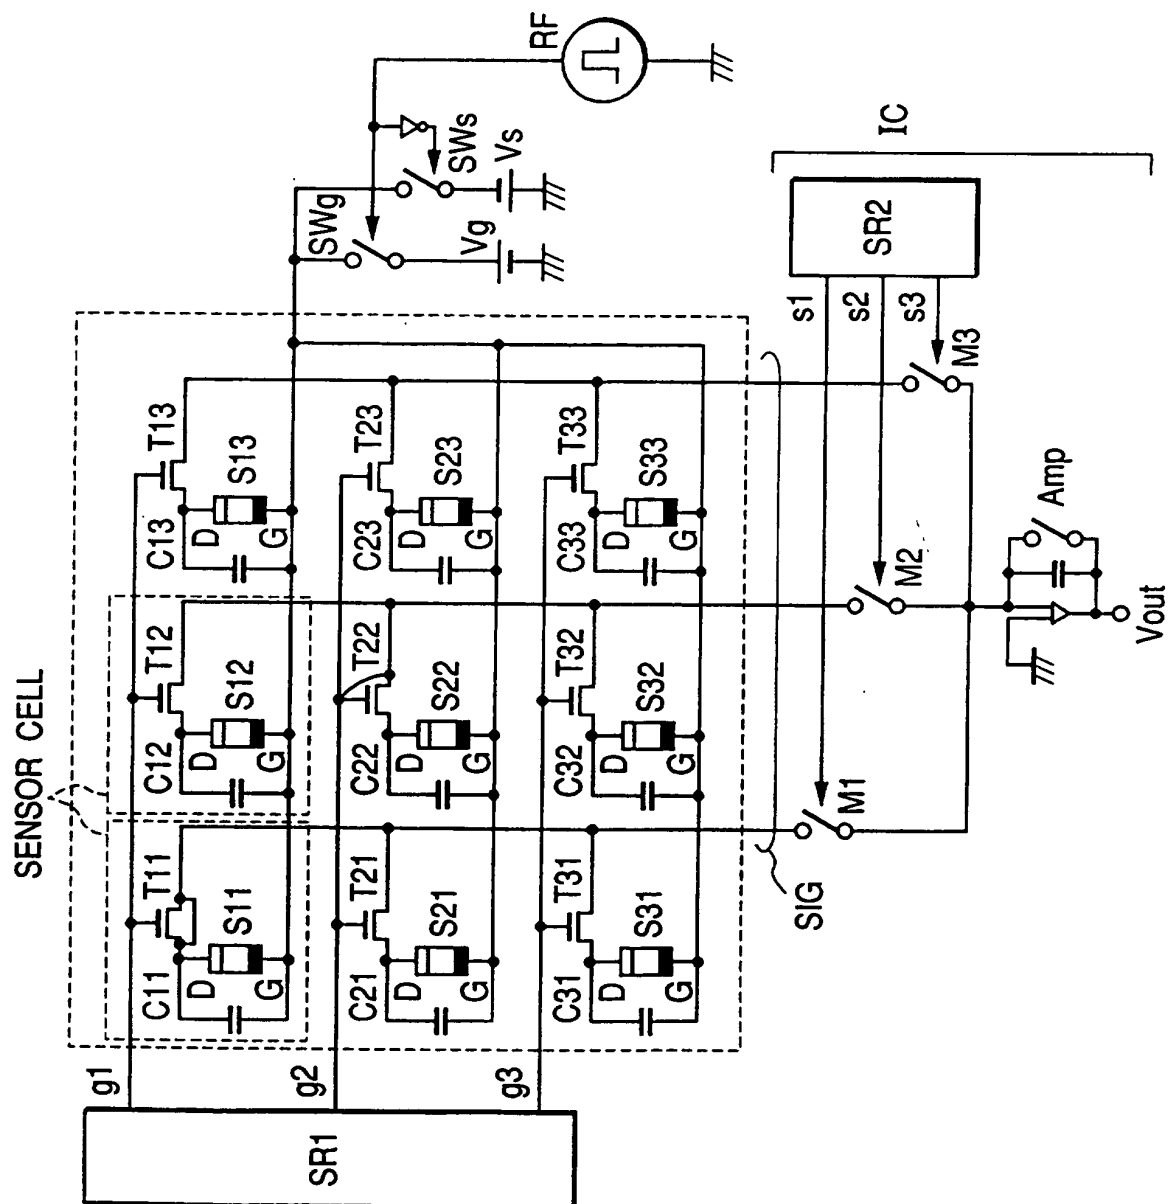 SENSOR CELL
SR1
g1
g2
g3
C11
T11
D
S11
G
C12
T12
D
S12
G
C13
T13
D
S13
G
C21
T21
D
S21
G
C22
T22
D
S22
G
C23
T23
D
S23
G
C31
T31
D
S31
G
C32
T32
D
S32
G
C33
T33
D
S33
G
SWg
Vg
SWs
Vs
RF
SIG
M1
M2
M3
s1
s2
s3
SR2
IC
Amp
Vout